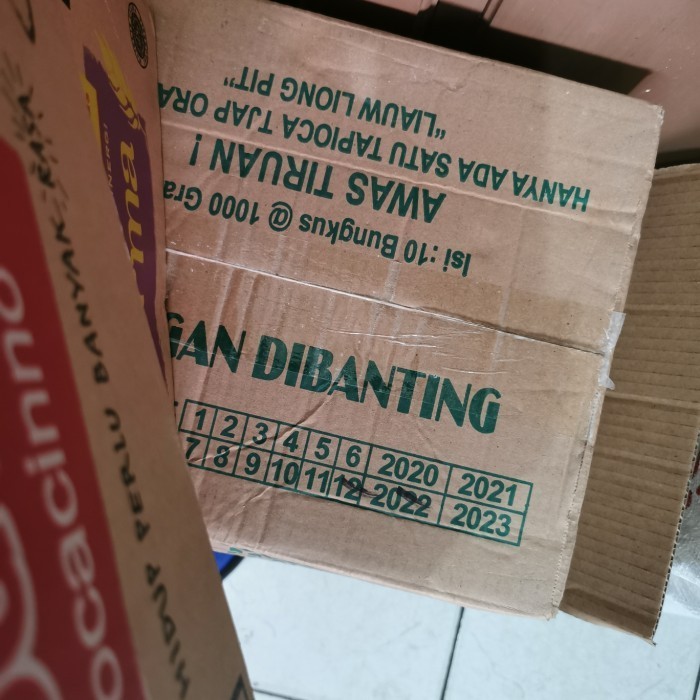 HANYA ADA SATU TAPIOCA TJAP ORA
"LIAUW LIONG PIT"
AWAS TIRUAN !
Isi : 10 Bungkus @ 1000 Gra
GAN DIBANTING
1 2 3 4 5 6 2020 2021
7 8 9 10 11 12 2022 2023
ocacinno
HIDUP PERLU BANYAK RASA
NERGI